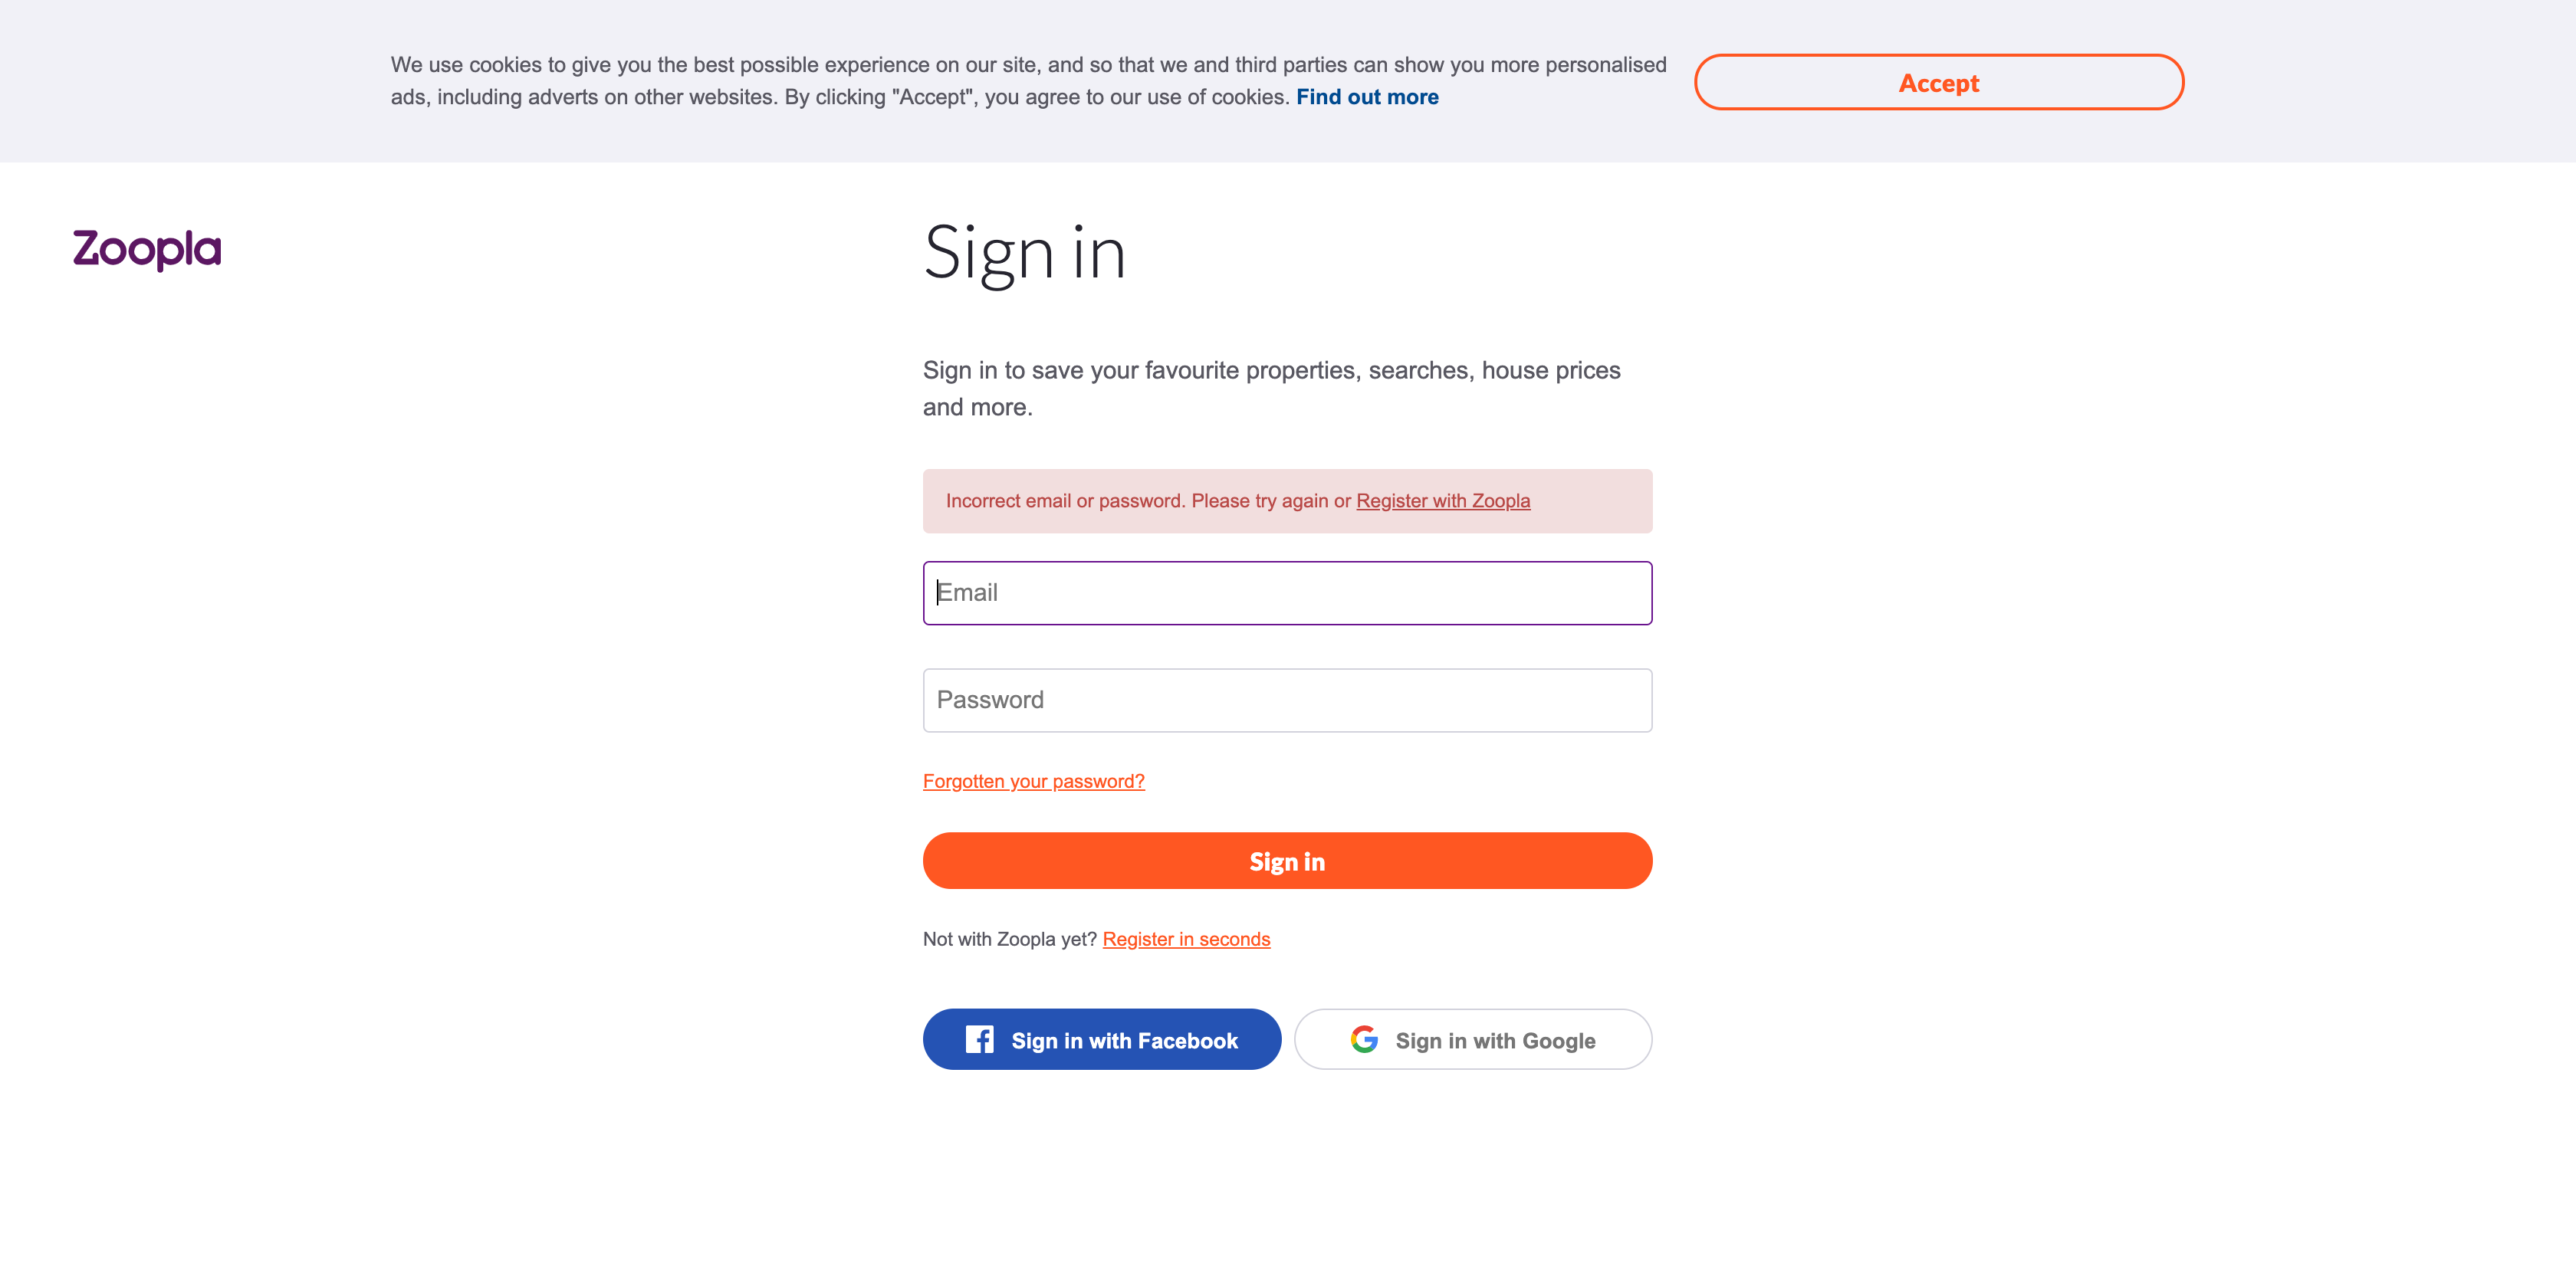 We use cookies to give you the best possible experience on our site, and so that we and third parties can show you more personalised
ads, including adverts on other websites. By clicking "Accept", you agree to our use of cookies. Find out more
Accept
Zoopla
Sign in
Sign in to save your favourite properties, searches, house prices
and more.
Incorrect email or password. Please try again or Register with Zoopla
Email
Password
Forgotten your password?
Sign in
Not with Zoopla yet? Register in seconds
Sign in with Facebook
Sign in with Google